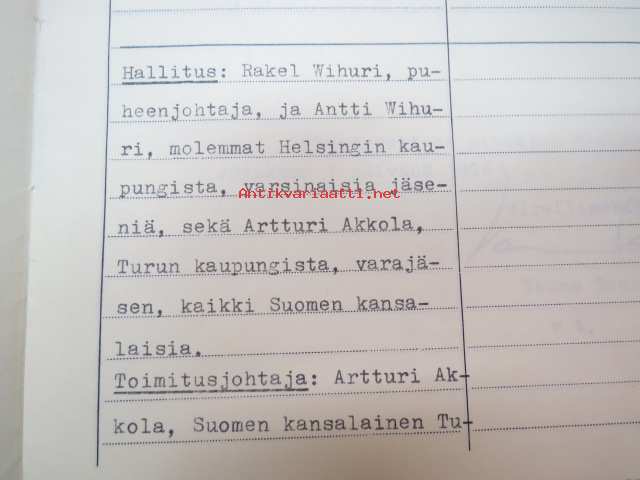 Hallitus: Rakel Wihuri, pu-
heenjohtaja, ja Antti Wihu-
ri, molemmat Helsingin kau-
pungista, varsinaisia jäse-
Antikvariaatti.net
niä, sekä Artturi Akkola,
Turun kaupungista, varajä-
sen, kaikki Suomen kansa-
laisia.
Toimitusjohtaja: Artturi Ak-
kola, Suomen kansalainen Tu-